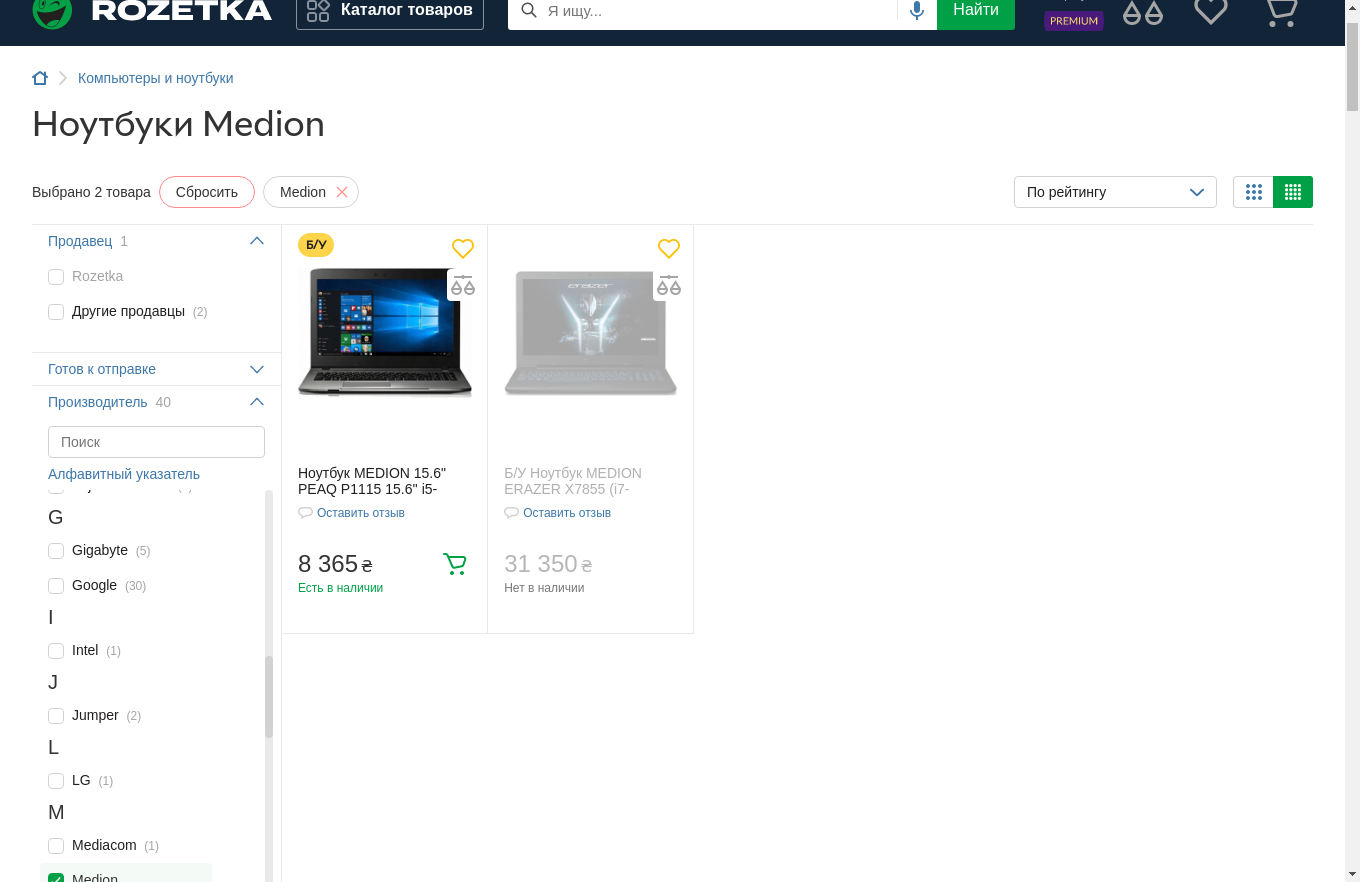 ROZETKA
Каталог товаров
Я ищу...
Найти
PREMIUM
Компьютеры и ноутбуки
Ноутбуки Medion
Выбрано 2 товара
Сбросить
Medion
По рейтингу
Продавец 1
Rozetka
Другие продавцы (2)
Готов к отправке
Производитель 40
Поиск
Алфавитный указатель
G
Gigabyte (5)
Google (30)
I
Intel (1)
J
Jumper (2)
L
LG (1)
M
Mediacom (1)
Medion
Б/У
Ноутбук MEDION 15.6"
PEAQ P1115 15.6" i5-
Оставить отзыв
8 365 ₴
Есть в наличии
erazer
Б/У Ноутбук MEDION
ERAZER X7855 (i7-
Оставить отзыв
31 350 ₴
Нет в наличии